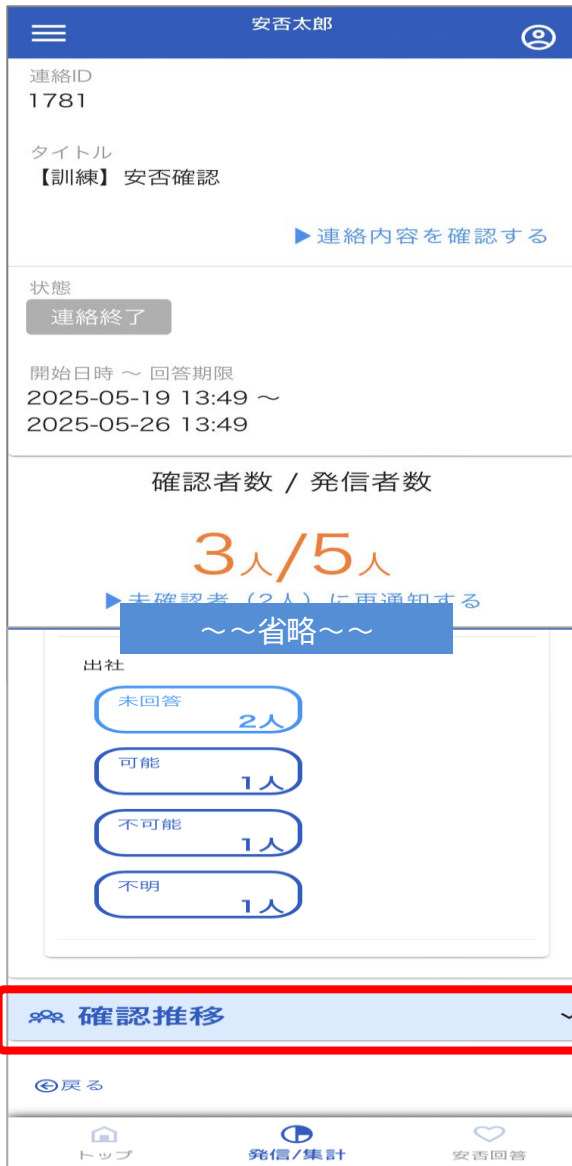 安否太郎
連絡ID
1781
タイトル
【訓練】安否確認
▶連絡内容を確認する
状態
連絡終了
開始日時 ～ 回答期限
2025-05-19 13:49 ～
2025-05-26 13:49
確認者数 / 発信者数
3人/5人
▶未確認者（2人）に再通知する
～～省略～～
出社
未回答
2人
可能
1人
不可能
1人
不明
1人
確認推移
戻る
トップ
発信/集計
安否回答